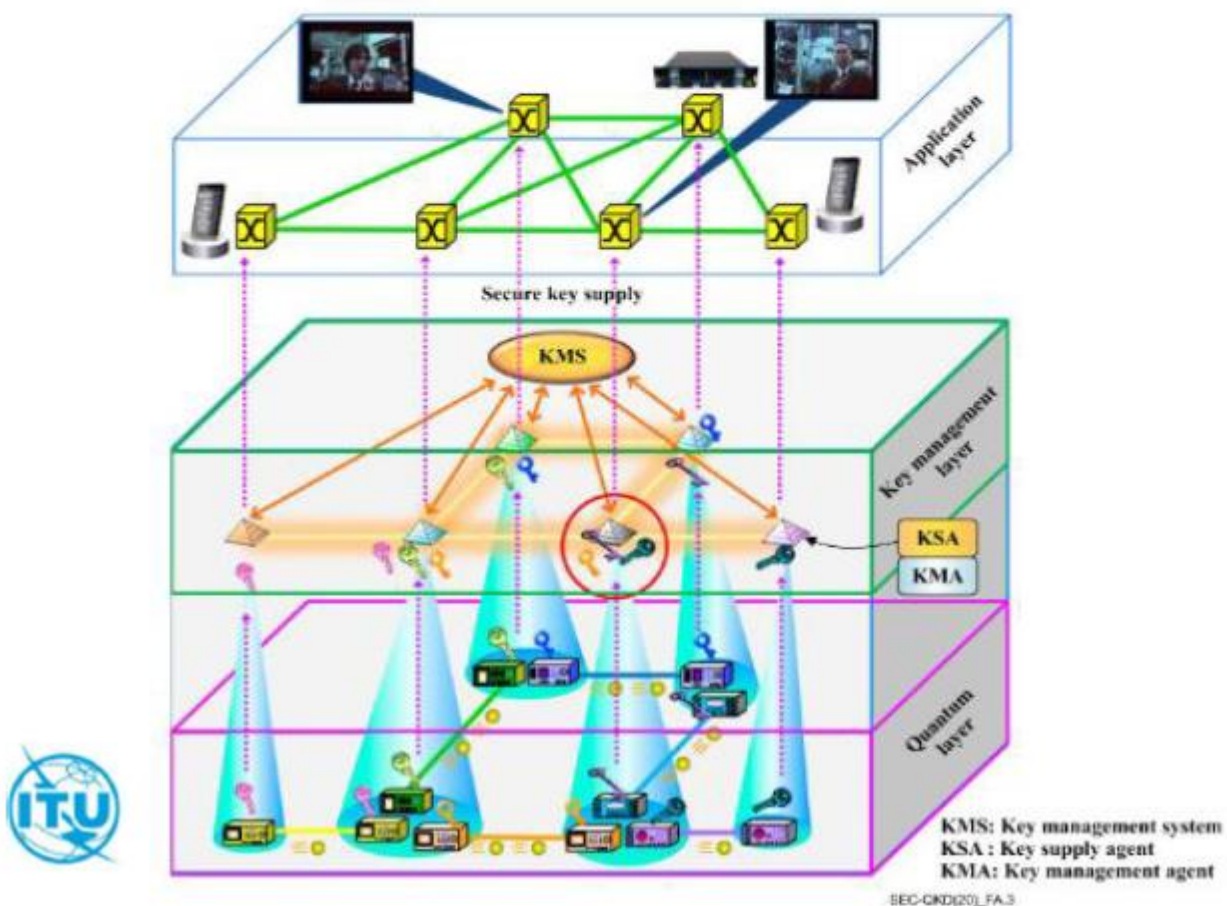 Application
layer
Secure key supply
KMS
Key management
layer
KSA
KMA
Quantum
layer
ITU
KMS: Key management system
KSA : Key supply agent
KMA: Key management agent
SEC-QKD(20)_FA.3